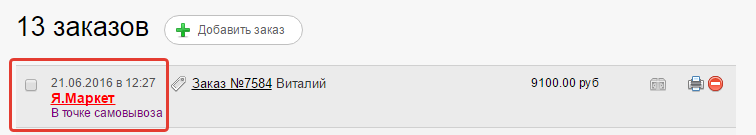 13 заказов
Добавить заказ
21.06.2016 в 12:27
Заказ №7584 Виталий
9100.00 руб
Я.Маркет
В точке самовывоза